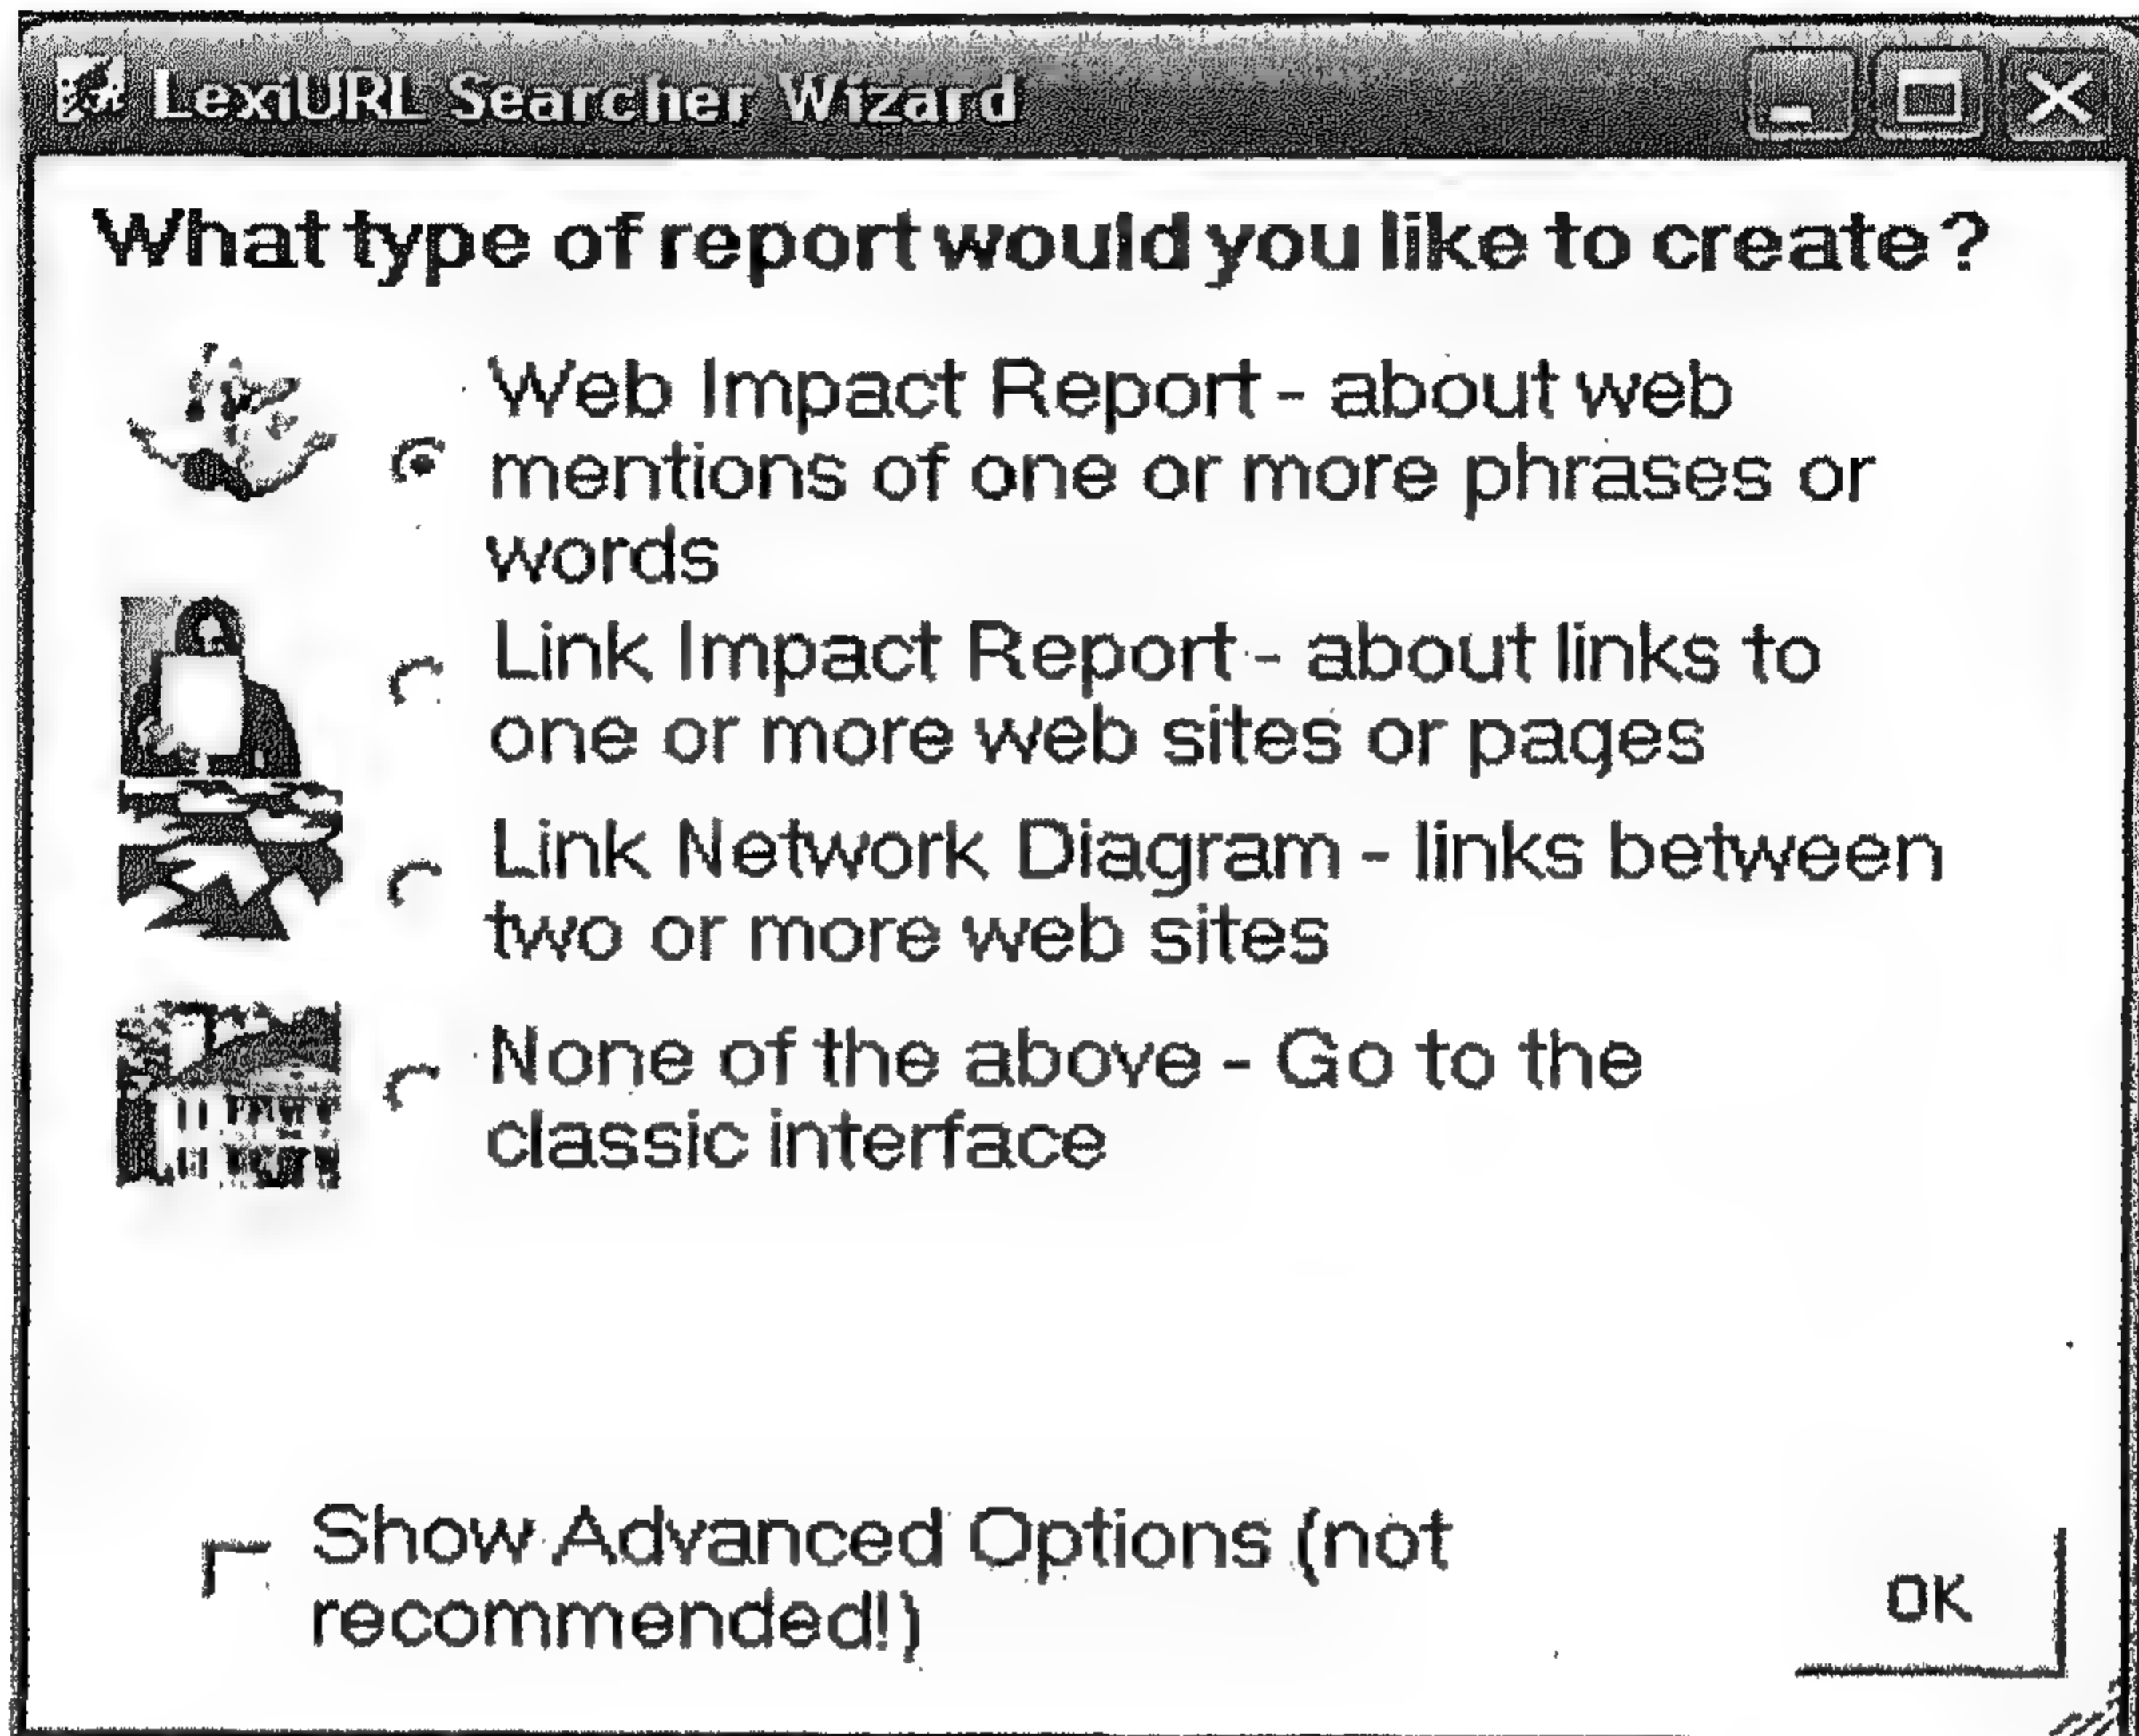 LexiURL Searcher Wizard
What type of report would you like to create?
Web Impact Report - about web
mentions of one or more phrases or
words
Link Impact Report - about links to
one or more web sites or pages
Link Network Diagram - links between
two or more web sites
None of the above - Go to the
classic interface
Show Advanced Options (not
recommended!)
OK